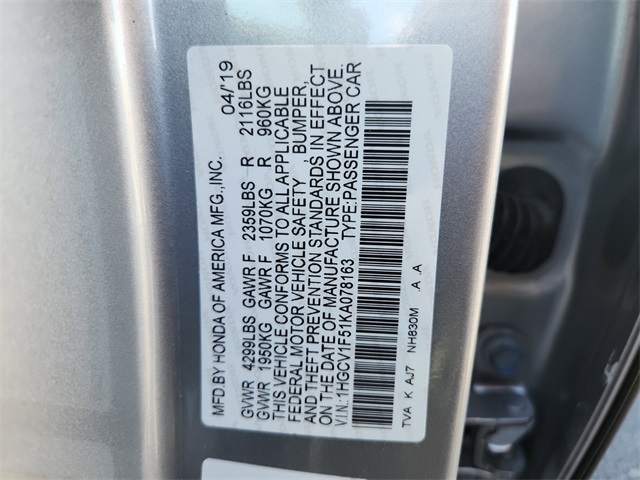 MFD BY HONDA OF AMERICA MFG.,INC. 04/19
GVWR 4299LBS GAWR F 2359LBS R 2116LBS
GVWR 1950KG GAWR F 1070KG R 960KG
THIS VEHICLE CONFORMS TO ALL APPLICABLE
FEDERAL MOTOR VEHICLE SAFETY, BUMPER,
AND THEFT PREVENTION STANDARDS IN EFFECT
ON THE DATE OF MANUFACTURE SHOWN ABOVE.
V.I.N.:1HGCV1F51KA078163 TYPE:PASSENGER CAR
TVA K AJ7 NH830M A .A